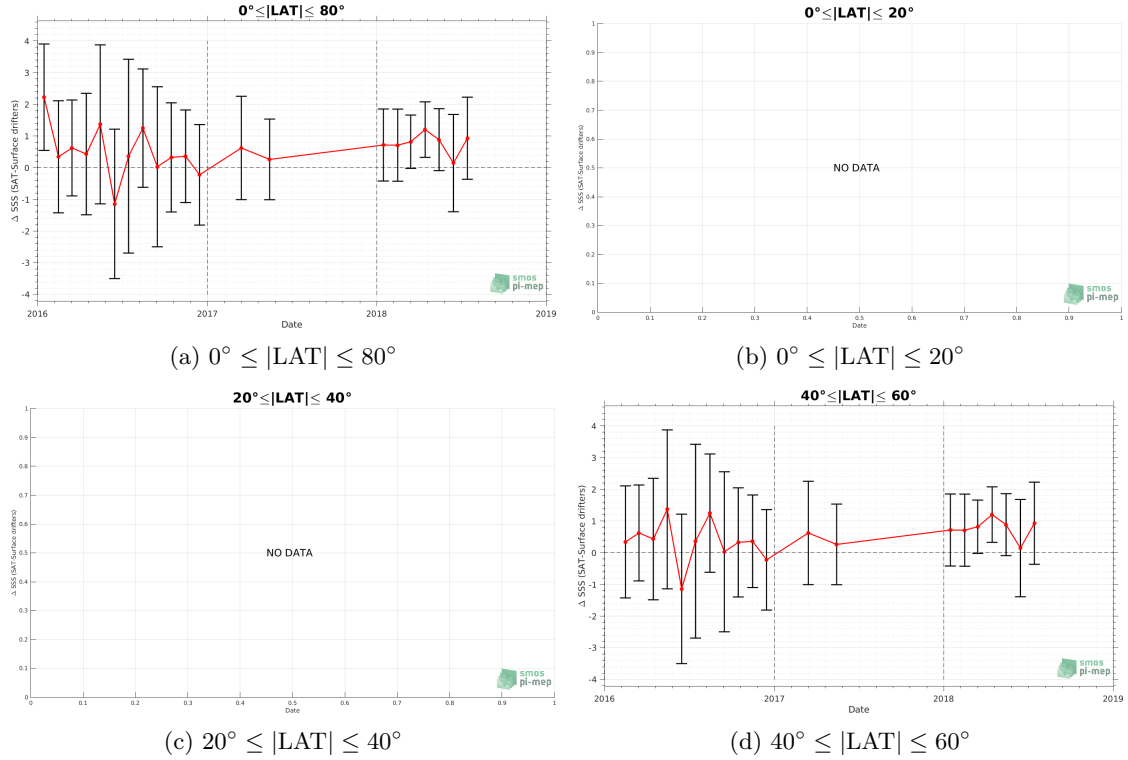 0°≤|LAT|≤ 80°
Δ SSS (SAT-Surface drifters)
4
3
2
1
0
-1
-2
-3
-4
2016
2017
2018
2019
Date
smos
pi-mep
(a) 0° ≤ |LAT| ≤ 80°
0°≤|LAT|≤ 20°
Δ SSS (SAT-Surface drifters)
1
0.9
0.8
0.7
0.6
0.5
0.4
0.3
0.2
0.1
0
NO DATA
0
0.1
0.2
0.3
0.4
0.5
0.6
0.7
0.8
0.9
1
Date
smos
pi-mep
(b) 0° ≤ |LAT| ≤ 20°
20°≤|LAT|≤ 40°
Δ SSS (SAT-Surface drifters)
1
0.9
0.8
0.7
0.6
0.5
0.4
0.3
0.2
0.1
0
NO DATA
0
0.1
0.2
0.3
0.4
0.5
0.6
0.7
0.8
0.9
1
Date
smos
pi-mep
(c) 20° ≤ |LAT| ≤ 40°
40°≤|LAT|≤ 60°
Δ SSS (SAT-Surface drifters)
4
3
2
1
0
-1
-2
-3
-4
2016
2017
2018
2019
Date
smos
pi-mep
(d) 40° ≤ |LAT| ≤ 60°